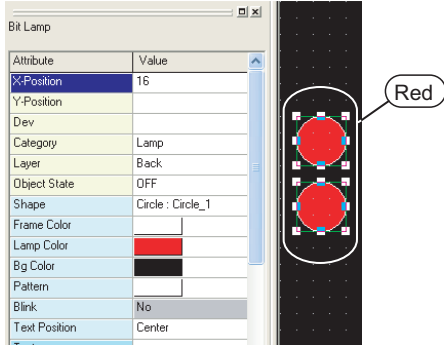 Bit Lamp
Attribute Value
X-Position 16
Y-Position
Dev
Category Lamp
Layer Back
Object State OFF
Shape Circle : Circle_1
Frame Color
Lamp Color
Bg Color
Pattern
Blink No
Text Position Center
Red